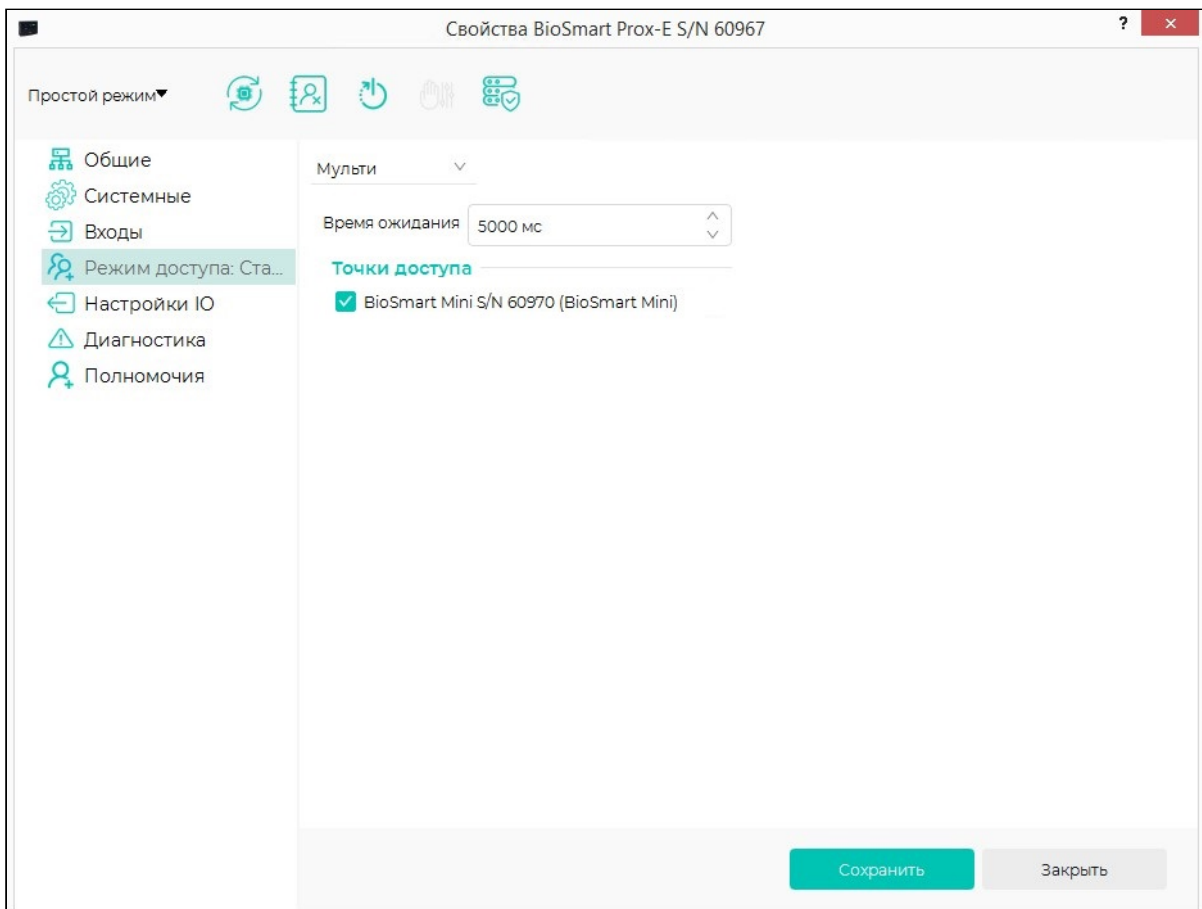 Свойства BioSmart Prox-E S/N 60967
?
Простой режим
Общие
Системные
Входы
Режим доступа: Ста...
Настройки IO
Диагностика
Полномочия
Мульти
Время ожидания 5000 мс
Точки доступа
BioSmart Mini S/N 60970 (BioSmart Mini)
Сохранить Закрыть